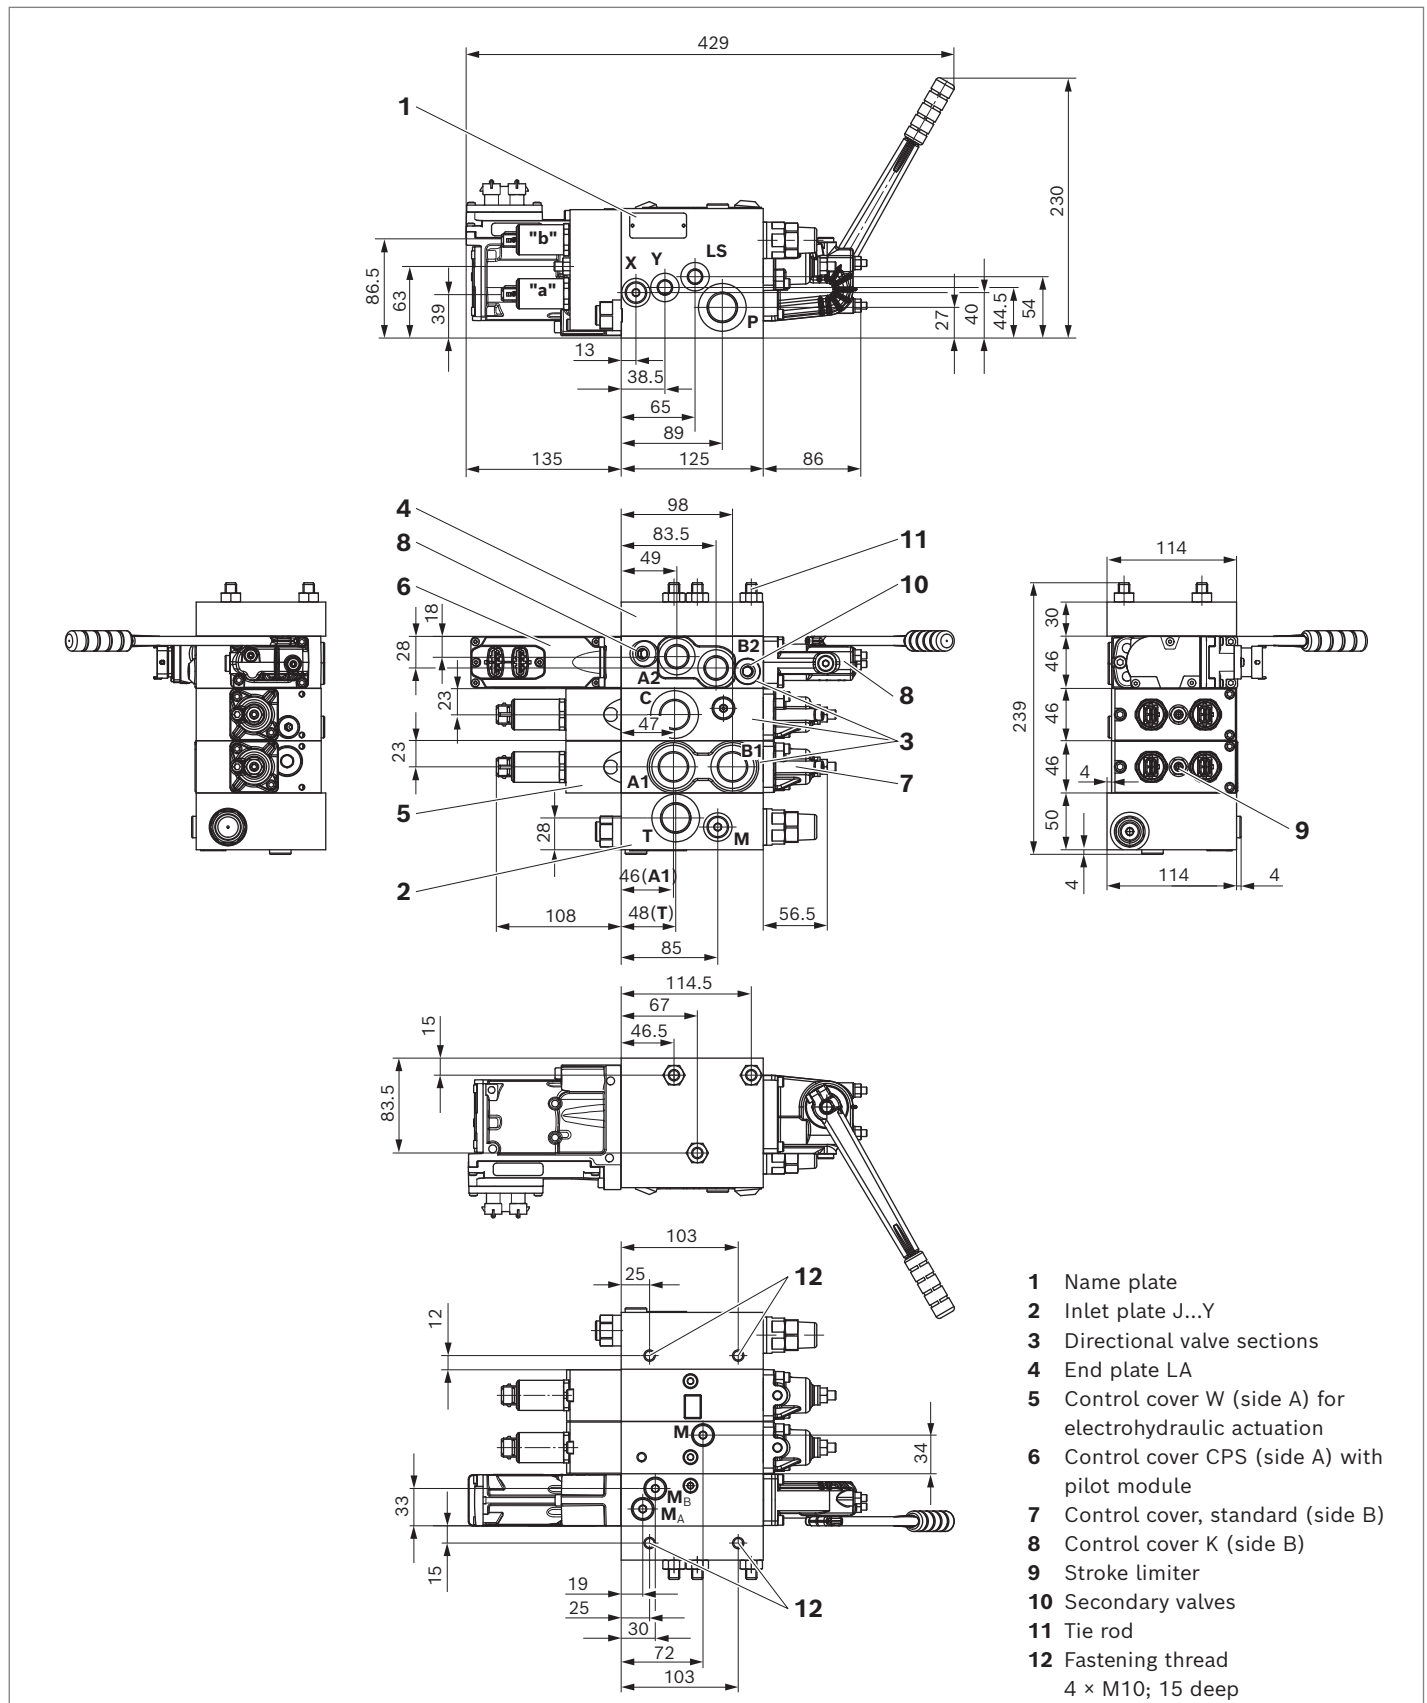 429
1
230
"b"
"a"
X
Y
LS
P
86.5
63
39
27
40
44.5
54
13
38.5
65
89
135
125
86
4
8
6
98
83.5
49
11
10
114
18
28
23
23
A2
B2
C
47
8
3
B1
A1
7
5
30
46
46
46
50
239
4
9
28
T
M
2
46(A1)
48(T)
108
85
56.5
4
114
4
114.5
67
46.5
15
83.5
103
25
12
12
M
34
33
MB
MA
15
19
25
30
72
103
12
1 Name plate
2 Inlet plate J...Y
3 Directional valve sections
4 End plate LA
5 Control cover W (side A) for
electrohydraulic actuation
6 Control cover CPS (side A) with
pilot module
7 Control cover, standard (side B)
8 Control cover K (side B)
9 Stroke limiter
10 Secondary valves
11 Tie rod
12 Fastening thread
4 × M10; 15 deep